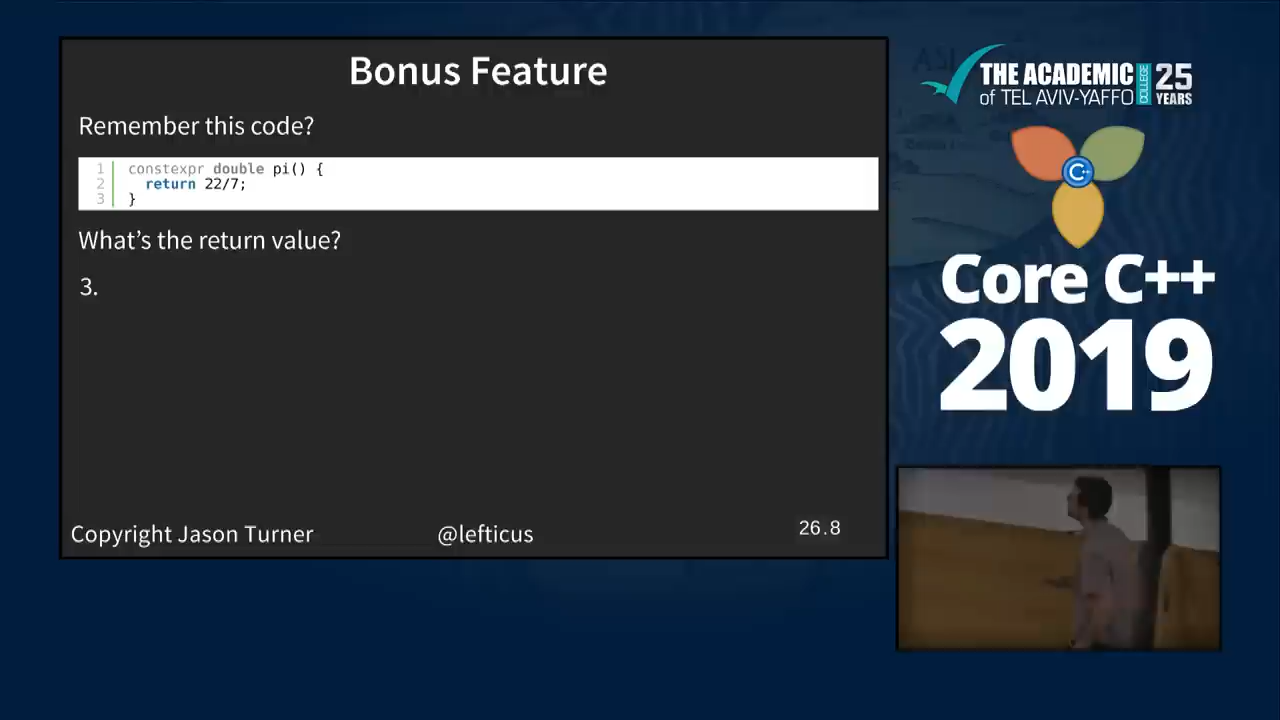 Bonus Feature
Remember this code?
1 constexpr double pi() {
2 return 22/7;
3 }
What’s the return value?
3.
Copyright Jason Turner
@lefticus
26.8
THE ACADEMIC
of TEL AVIV-YAFFO
COLLEGE
25
YEARS
C++
Core C++
2019